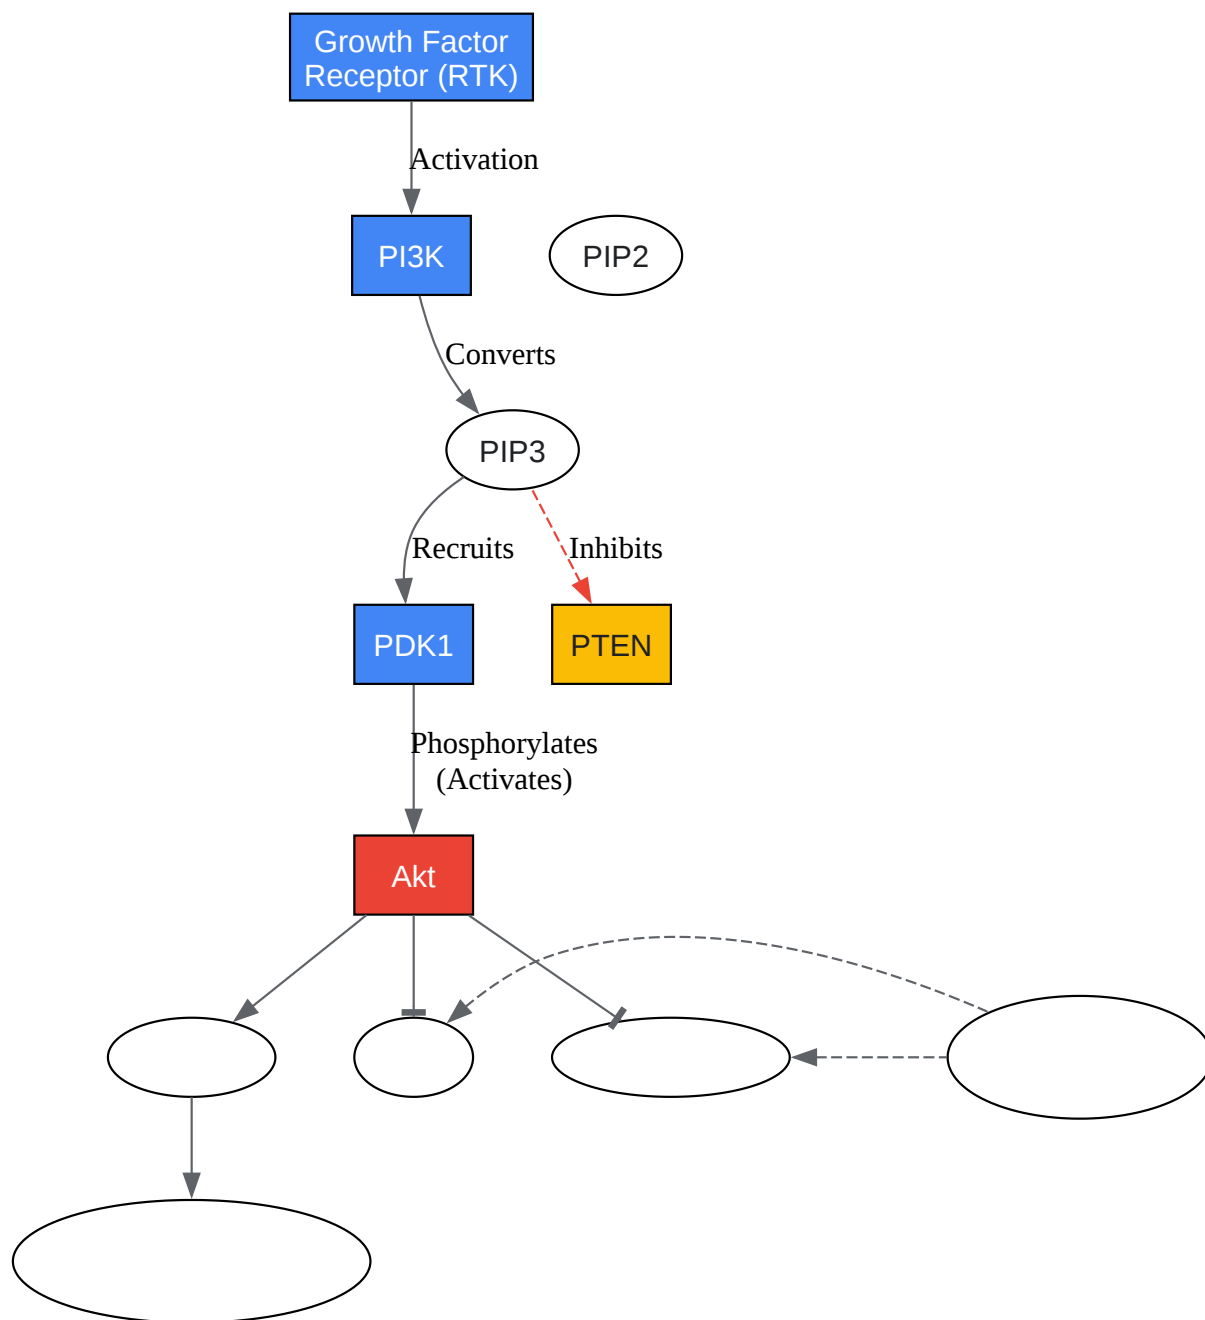 Growth Factor
Receptor (RTK)
Activation
PI3K
PIP2
Converts
PIP3
Recruits
Inhibits
PDK1
PTEN
Phosphorylates
(Activates)
Akt